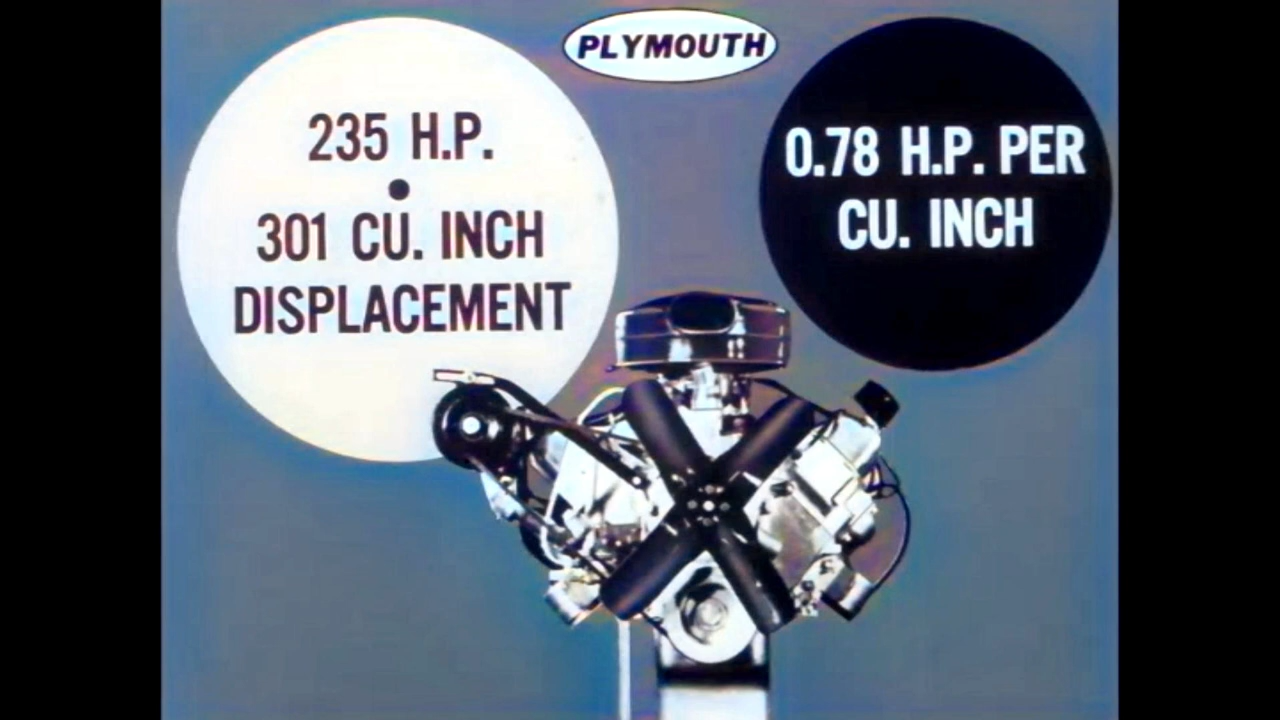 PLYMOUTH
235 H.P.
•
301 CU. INCH
DISPLACEMENT
0.78 H.P. PER
CU. INCH